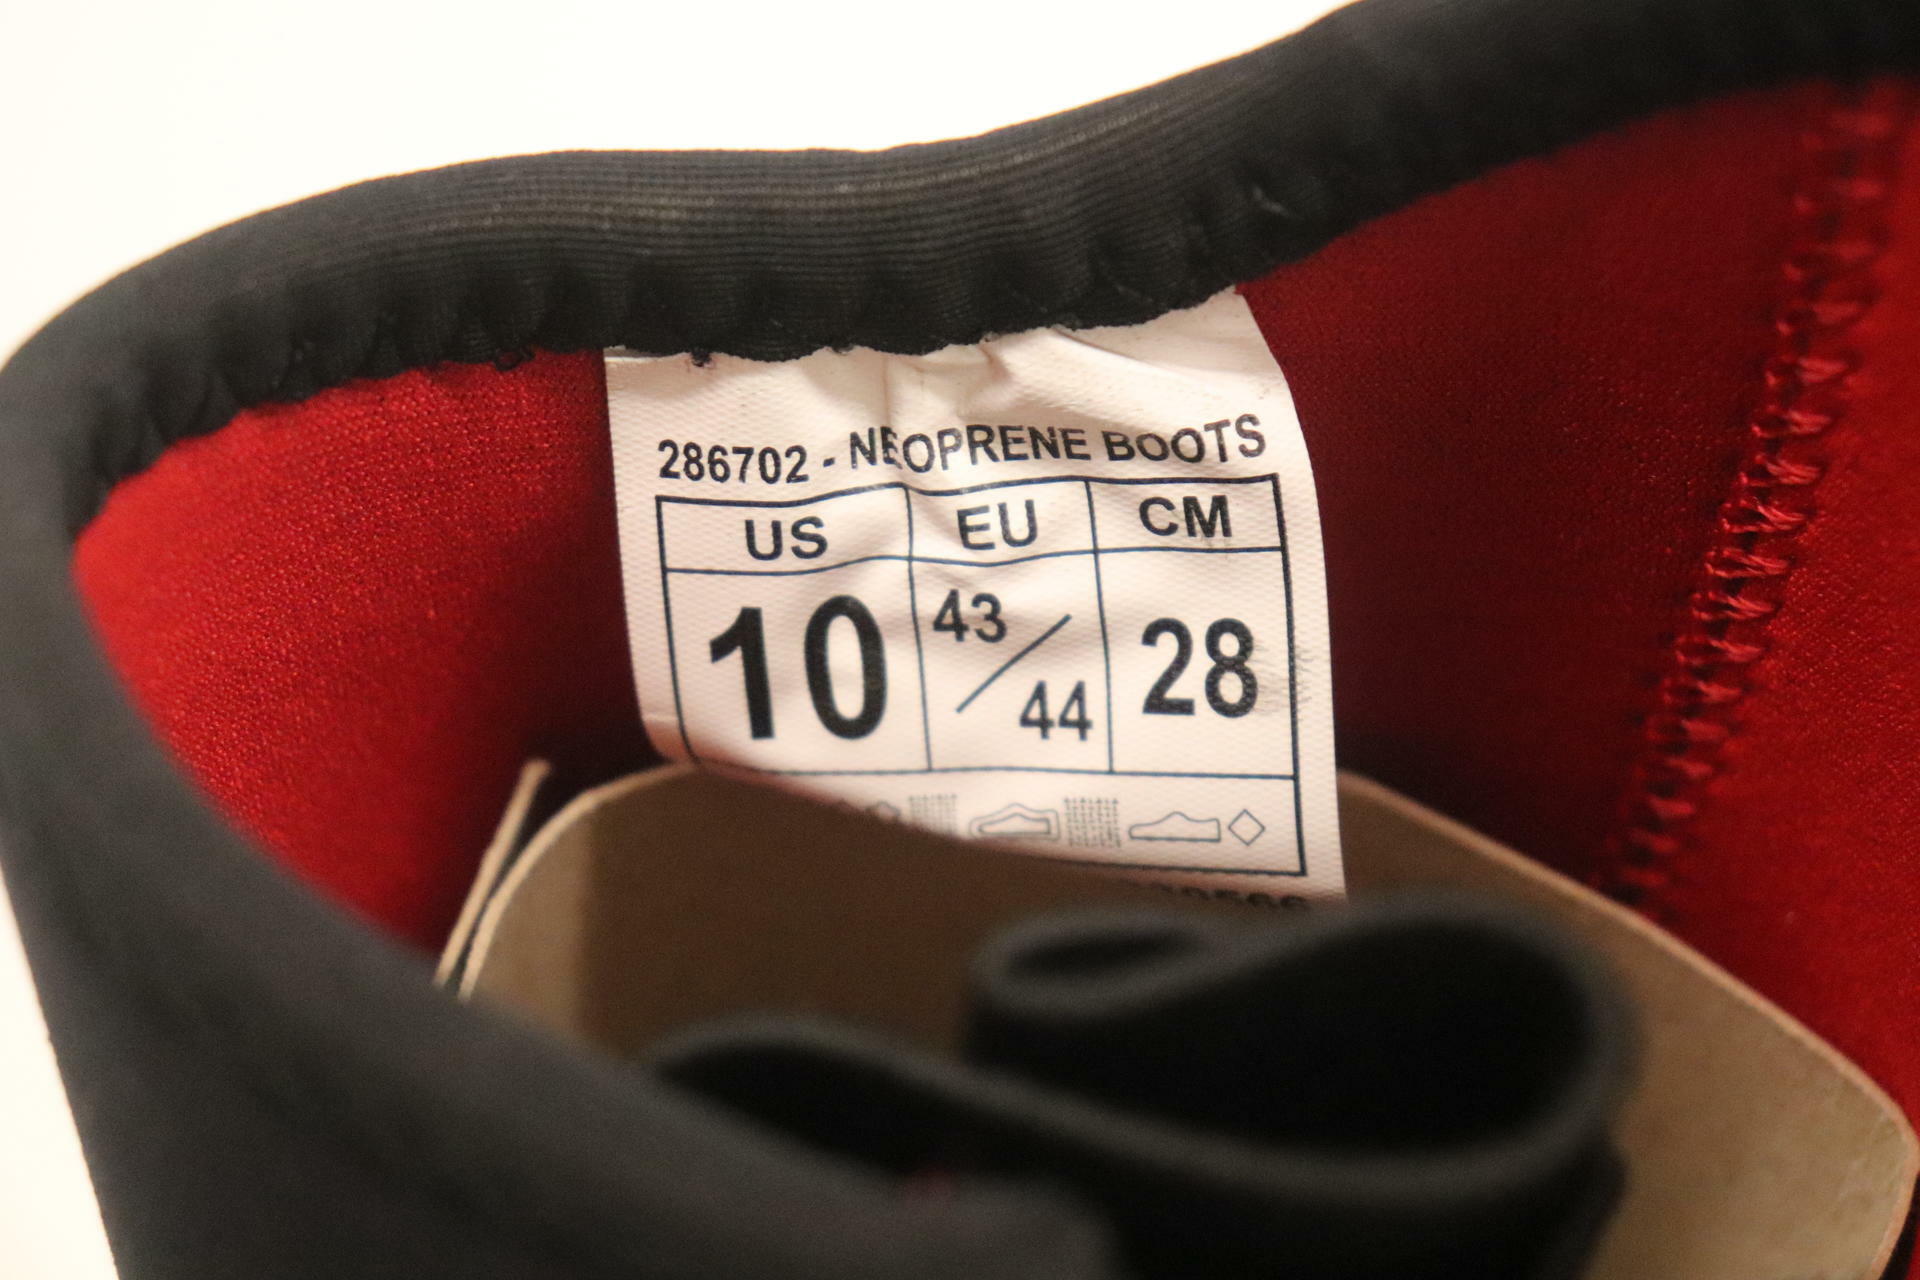 286702 - NEOPRENE BOOTS
US EU CM
10 43/44 28